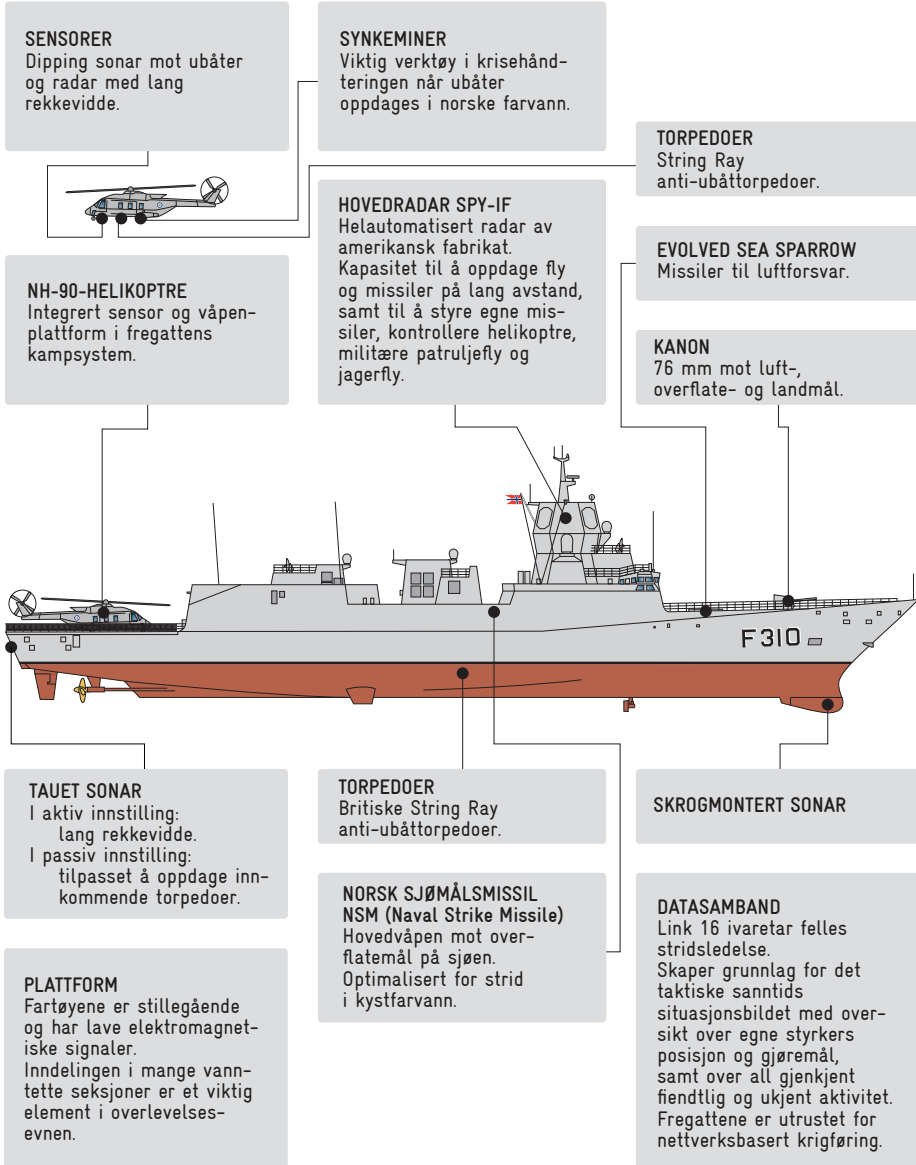 SENSORER
Dipping sonar mot ubåter
og radar med lang
rekkevidde.
SYNKEMINER
Viktig verktøy i krisehånd-
teringen når ubåter
oppdages i norske farvann.
TORPEDOER
String Ray
anti-ubåttorpedoer.
HOVEDRADAR SPY-IF
Helautomatisert radar av
amerikansk fabrikat.
Kapasitet til å oppdage fly
og missiler på lang avstand,
samt til å styre egne mis-
siler, kontrollere helikoptre,
militære patruljefly og
jagerfly.
EVOLVED SEA SPARROW
Missiler til luftforsvar.
NH-90-HELIKOPTRE
Integrert sensor og våpen-
plattform i fregattens
kampsystem.
KANON
76 mm mot luft-,
overflate- og landmål.
F310
TAUET SONAR
I aktiv innstilling:
lang rekkevidde.
I passiv innstilling:
tilpasset å oppdage inn-
kommende torpedoer.
TORPEDOER
Britiske String Ray
anti-ubåttorpedoer.
SKROGMONTERT SONAR
NORSK SJØMÅLSMISSIL
NSM (Naval Strike Missile)
Hovedvåpen mot over-
flatemål på sjøen.
Optimalisert for strid
i kystfarvann.
DATASAMBAND
Link 16 ivaretar felles
stridsledelse.
Skaper grunnlag for det
taktiske sanntids
situasjonsbildet med over-
sikt over egne styrkers
posisjon og gjøremål,
samt over all gjenkjent
fiendtlig og ukjent aktivitet.
Fregattene er utrustet for
nettverksbasert krigføring.
PLATTFORM
Fartøyene er stillegående
og har lave elektromagnet-
iske signaler.
Inndelingen i mange vann-
tette seksjoner er et viktig
element i overlevelses-
evnen.